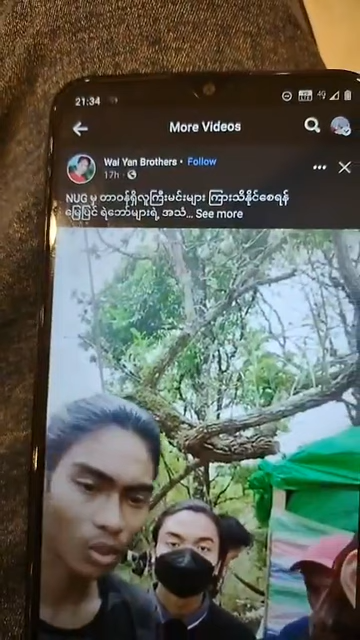 21:34
4G
More Videos
Wai Yan Brothers • Follow
17h
NUG မှ တာဝန်ရှိလူကြီးမင်းများ ကြားသိနိုင်စေရန်
မြေပြင် ရဲဘော်များရဲ့ အသံ... See more